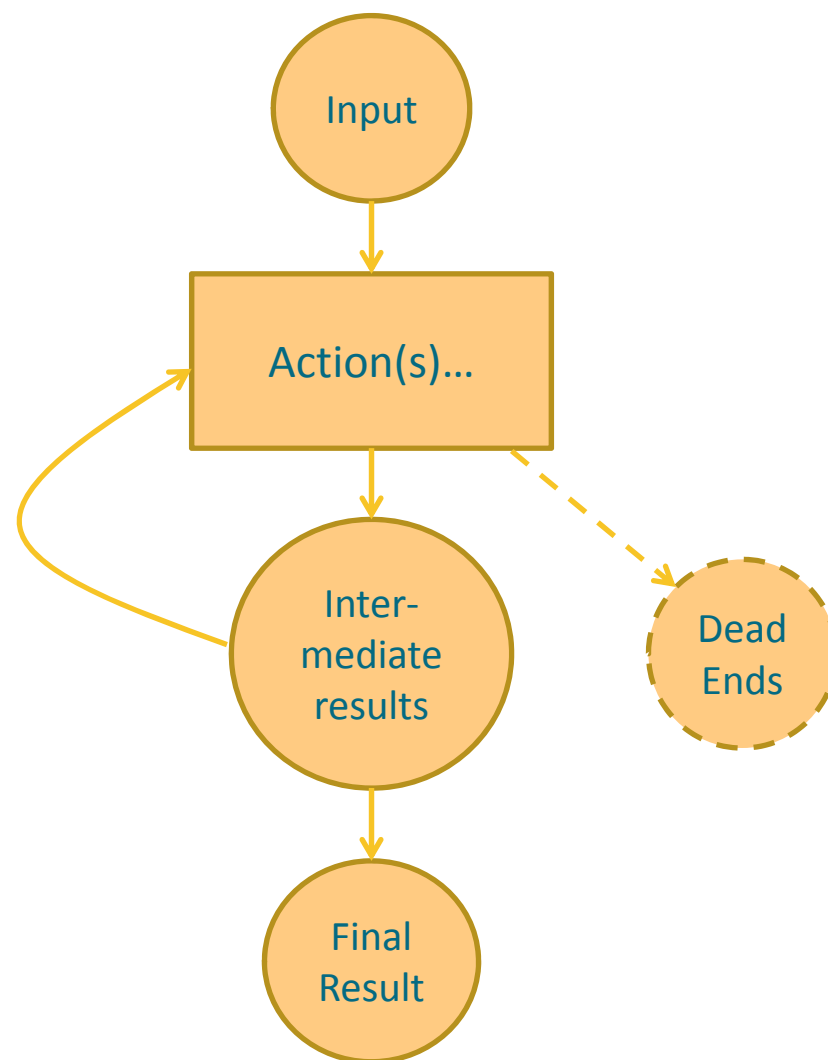 Input
Action(s)...
Inter-
mediate
results
Dead
Ends
Final
Result